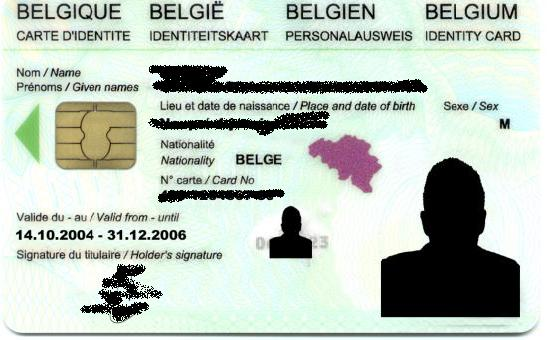 BELGIQUE BELGIË BELGIEN BELGIUM
CARTE D'IDENTITE IDENTITEITSKAART PERSONALAUSWEIS IDENTITY CARD
Nom / Name
Prénoms / Given names
Lieu et date de naissance / Place and date of birth Sexe / Sex
M
Nationalité
Nationality BELGE
N° carte / Card No
Valide du - au / Valid from - until
14.10.2004 - 31.12.2006
Signature du titulaire / Holder's signature